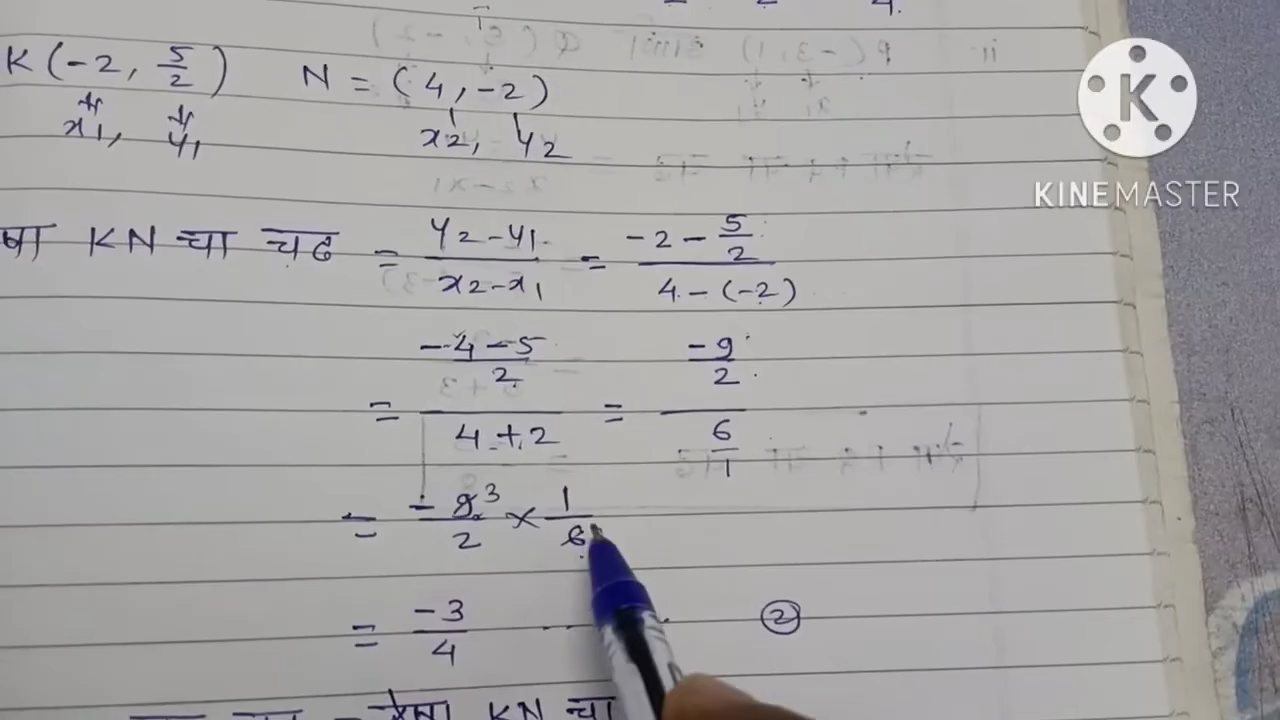 K(-2, 5/2) N = (4, -2)
x1, y1 x2, y2
KN चा चढ = y2-y1/x2-x1 = -2-5/2/4-(-2)
= -4-5/2/4+2 = -9/2/6/1
= -9 3/2 × 1/6
= -3/4 ② 
रेषा KN चा
K
KINEMASTER